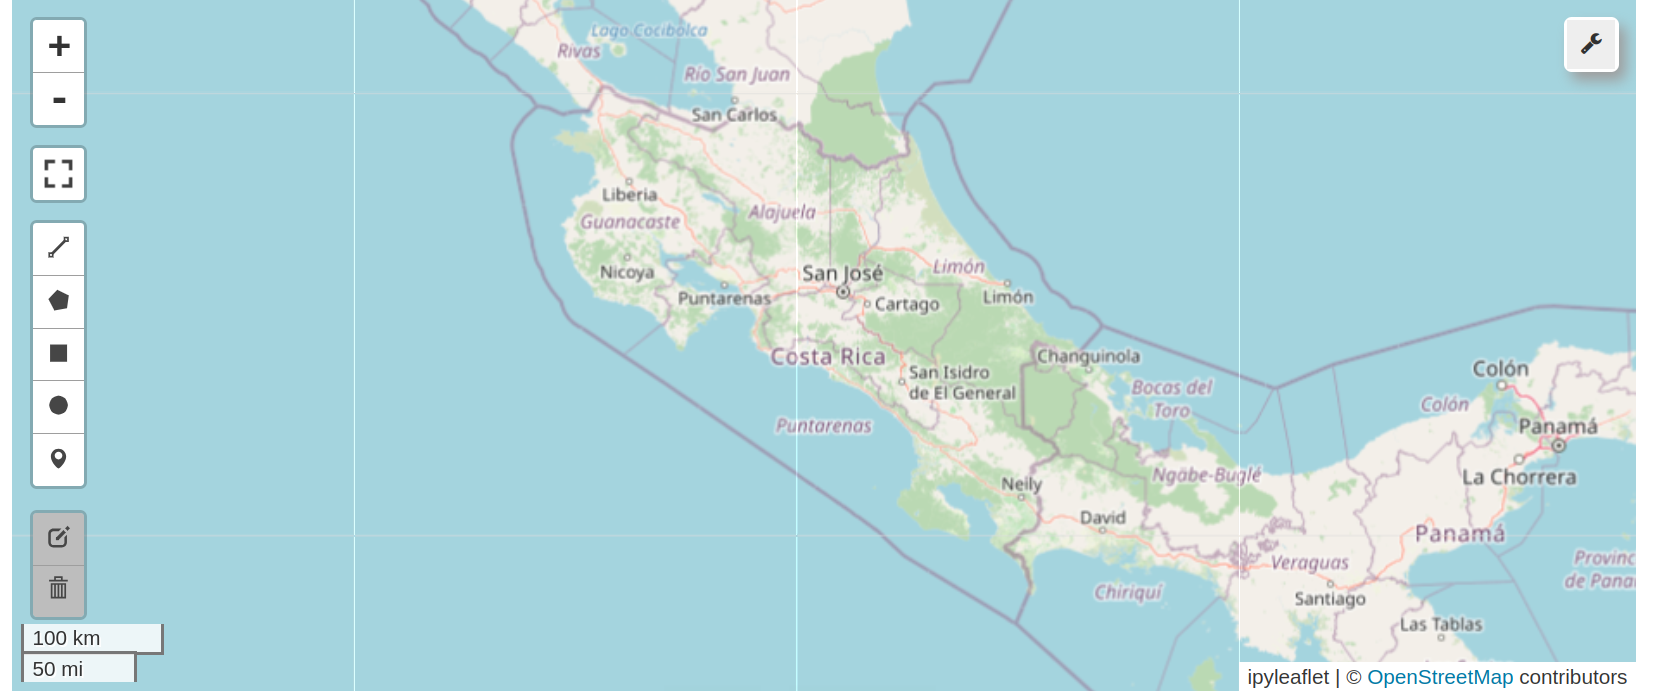 +
-
Lago Cocibolca
Rivas
Río San Juan
San Carlos
Liberia
Guanacaste
Alajuela
Nicoya
San José
Limón
Puntarenas
Cartago
Limón
Costa Rica
San Isidro
de El General
Changuinola
Bocas del
Toro
Colón
Colón
Puntarenas
Panamá
Neily
Ngäbe-Buglé
La Chorrera
David
Panamá
Veraguas
Provinc
de Pana
Chiriquí
Santiago
Las Tablas
100 km
50 mi
ipyleaflet | © OpenStreetMap contributors